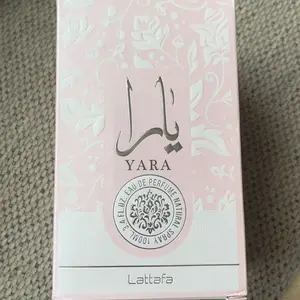 يارا
YARA
EAU DE PERFUME NATURAL SPRAY 100ML 3.4 FL.OZ.
Lattafa